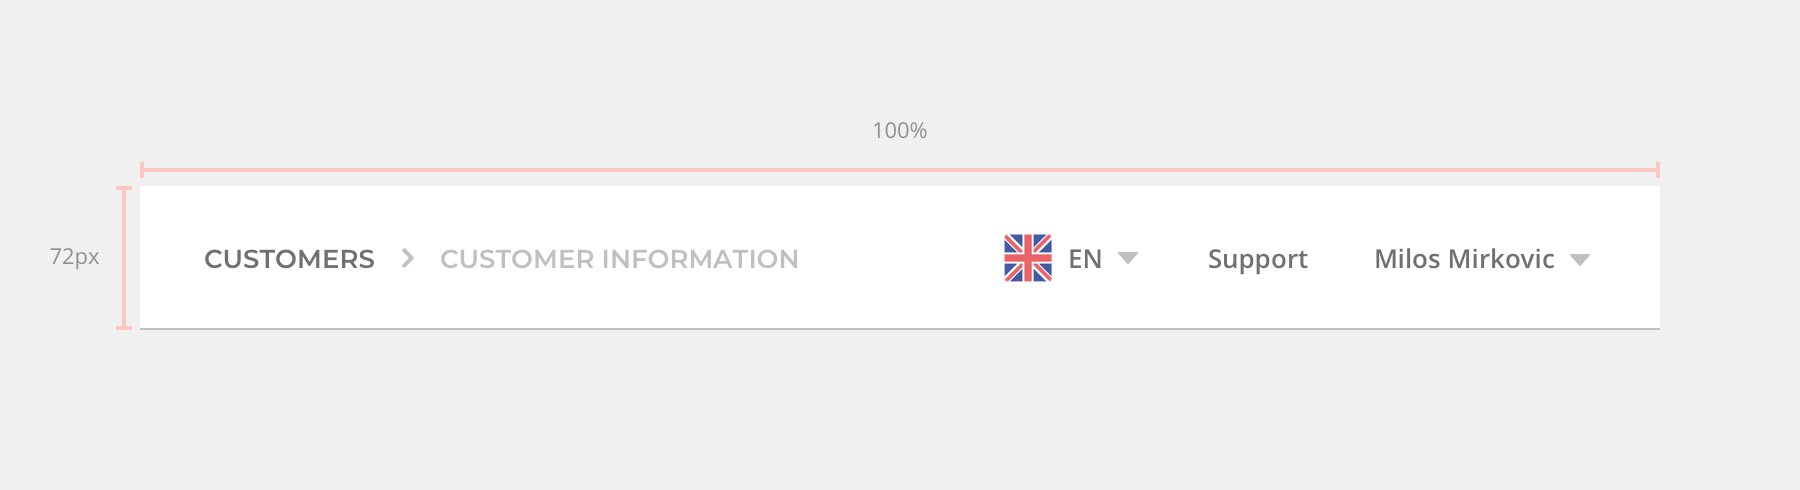 100%
72px
CUSTOMERS CUSTOMER INFORMATION EN Support Milos Mirkovic